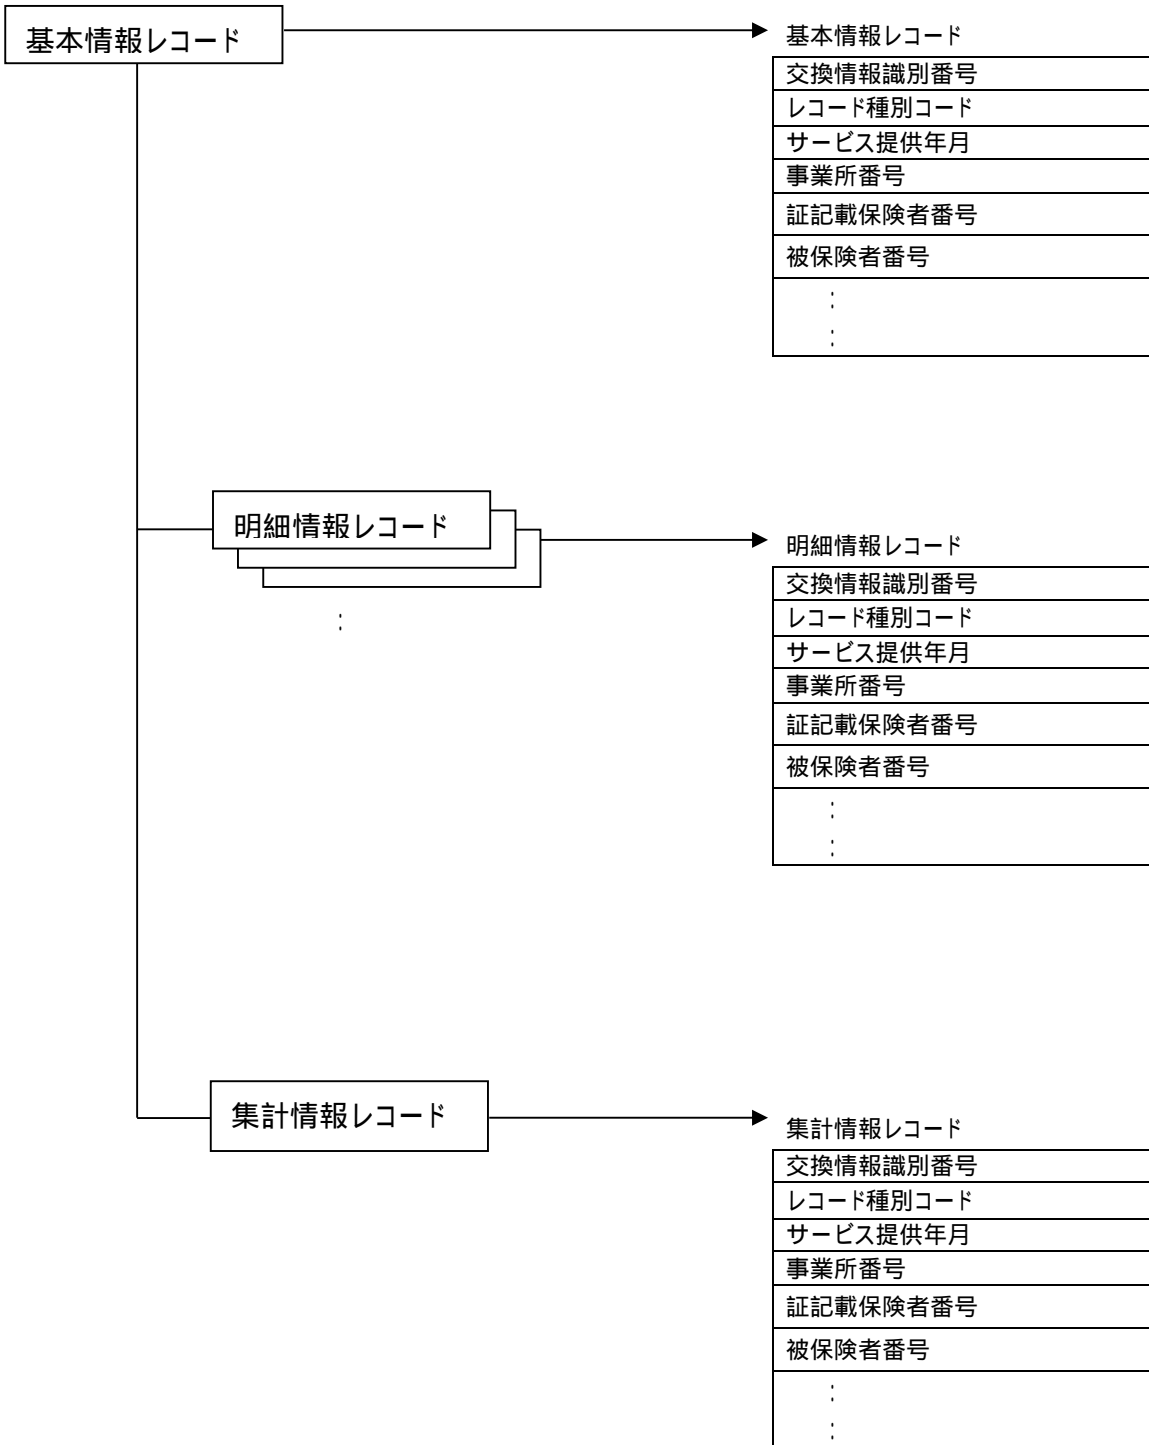 基本情報レコード
基本情報レコード
交換情報識別番号
レコード種別コード
サービス提供年月
事業所番号
証記載保険者番号
被保険者番号
:
:
明細情報レコード
:
明細情報レコード
交換情報識別番号
レコード種別コード
サービス提供年月
事業所番号
証記載保険者番号
被保険者番号
:
:
集計情報レコード
集計情報レコード
交換情報識別番号
レコード種別コード
サービス提供年月
事業所番号
証記載保険者番号
被保険者番号
:
: